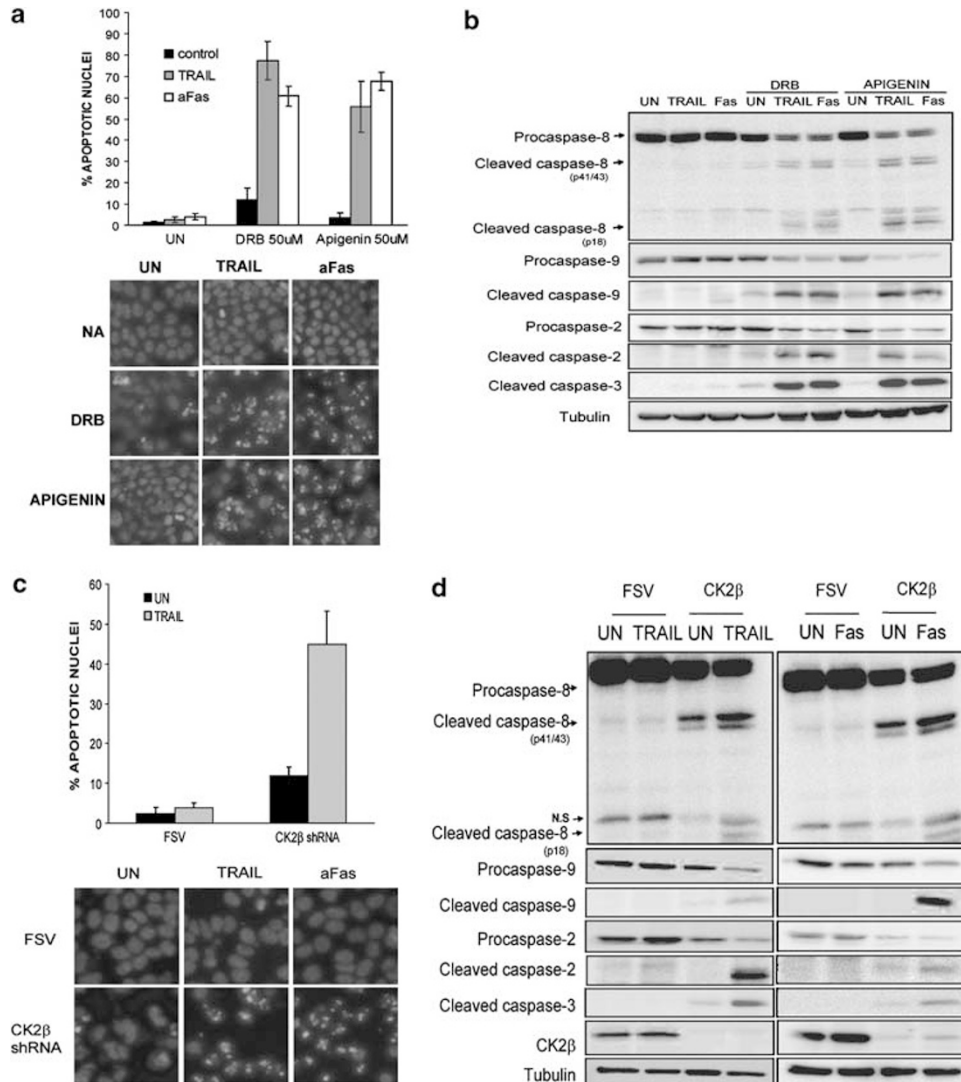 a
% APOPTOTIC NUCLEI
100
90
80
70
60
50
40
30
20
10
0
control
TRAIL
aFas
UN DRB 50uM Apigenin 50uM
UN TRAIL aFas
NA
DRB
APIGENIN
b
DRB APIGENIN
UN TRAIL Fas UN TRAIL Fas UN TRAIL Fas
Procaspase-8
Cleaved caspase-8
(p41/43)
Cleaved caspase-8
(p18)
Procaspase-9
Cleaved caspase-9
Procaspase-2
Cleaved caspase-2
Cleaved caspase-3
Tubulin
c
% APOPTOTIC NUCLEI
60
50
40
30
20
10
0
UN
TRAIL
FSV CK2β shRNA
UN TRAIL aFas
FSV
CK2β
shRNA
d
FSV CK2β FSV CK2β
UN TRAIL UN TRAIL UN Fas UN Fas
Procaspase-8
Cleaved caspase-8
(p41/43)
N.S
Cleaved caspase-8
(p18)
Procaspase-9
Cleaved caspase-9
Procaspase-2
Cleaved caspase-2
Cleaved caspase-3
CK2β
Tubulin